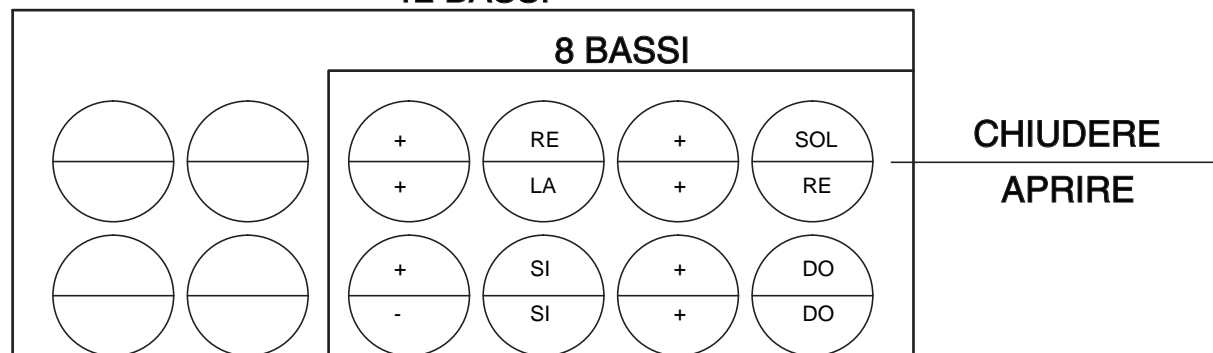 8 BASSI
+ RE + SOL
CHIUDERE
+ LA + RE
APRIRE
+ SI + DO
- SI + DO